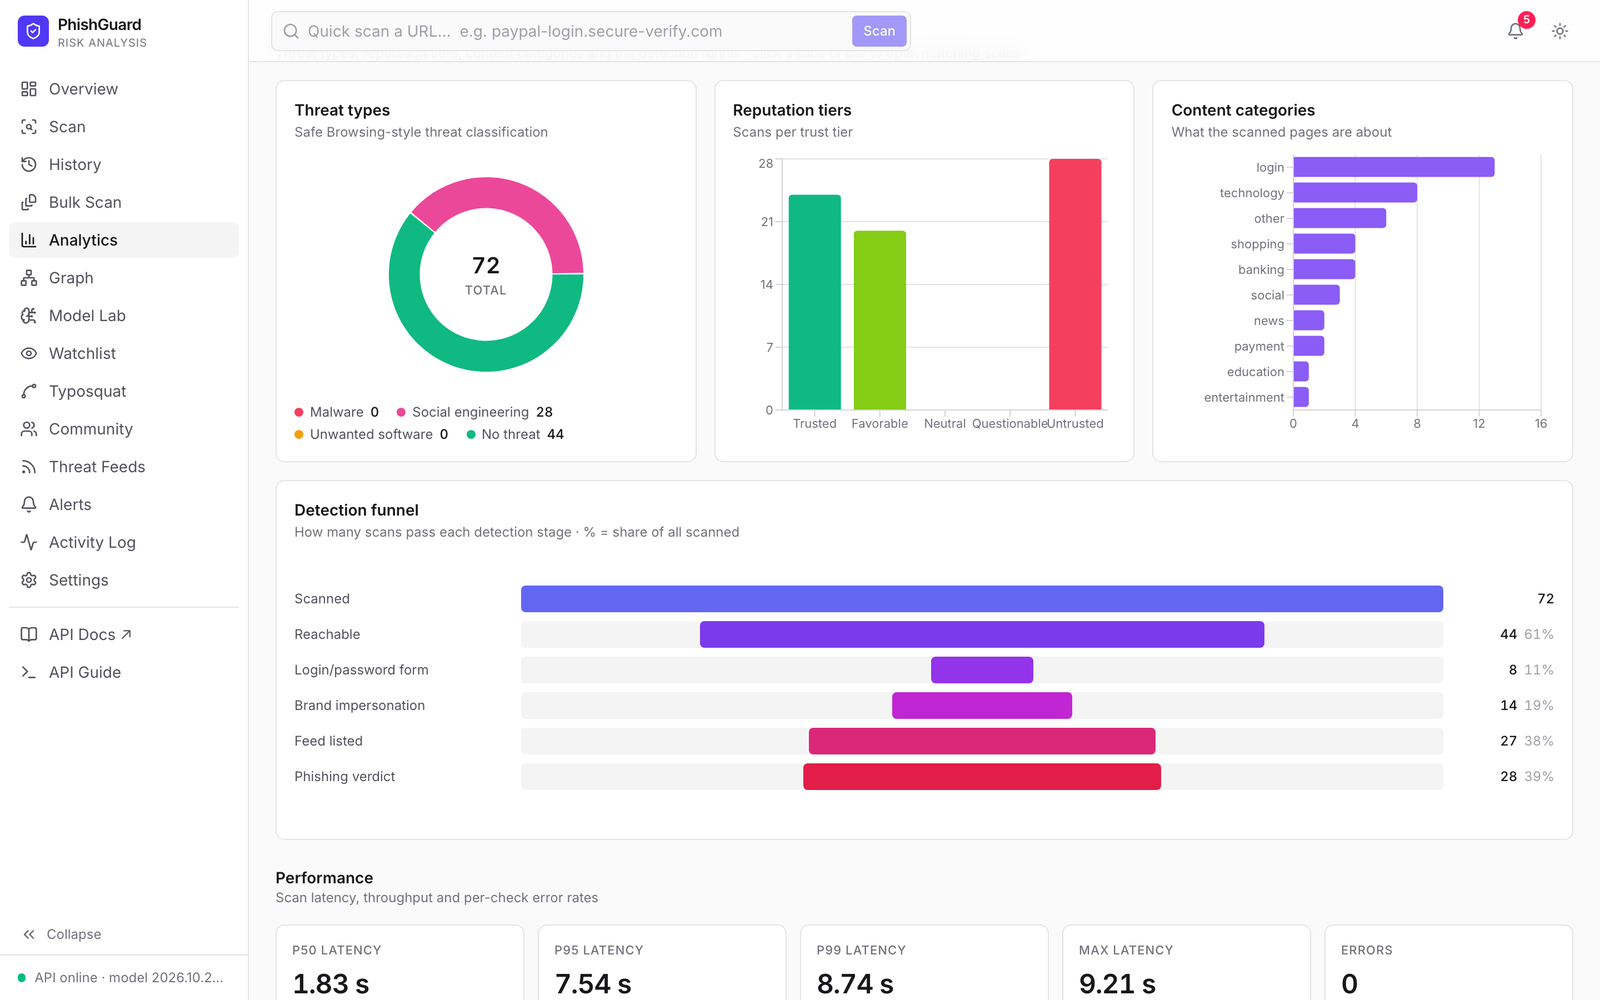 PhishGuard
RISK ANALYSIS
Overview
Scan
History
Bulk Scan
Analytics
Graph
Model Lab
Watchlist
Typosquat
Community
Threat Feeds
Alerts
Activity Log
Settings
API Docs ↗
API Guide
Collapse
API online · model 2026.10.2...
Quick scan a URL... e.g. paypal-login.secure-verify.com
Scan
5
Threat types
Safe Browsing-style threat classification
72
TOTAL
Malware 0 Social engineering 28
Unwanted software 0 No threat 44
Reputation tiers
Scans per trust tier
28
21
14
7
0
Trusted Favorable Neutral Questionable Untrusted
Content categories
What the scanned pages are about
login
technology
other
shopping
banking
social
news
payment
education
entertainment
0 4 8 12 16
Detection funnel
How many scans pass each detection stage · % = share of all scanned
Scanned 72
Reachable 44 61%
Login/password form 8 11%
Brand impersonation 14 19%
Feed listed 27 38%
Phishing verdict 28 39%
Performance
Scan latency, throughput and per-check error rates
P50 LATENCY
1.83 s
P95 LATENCY
7.54 s
P99 LATENCY
8.74 s
MAX LATENCY
9.21 s
ERRORS
0